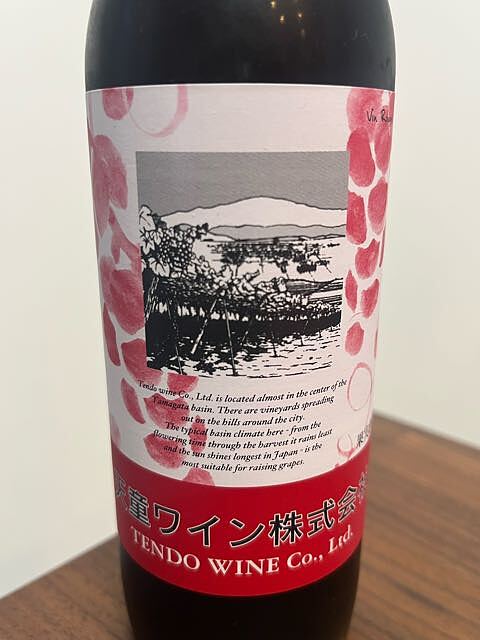 Vin
Tendo wine Co., Ltd. is located almost in the center of the
Yamagata basin. There are vineyards spreading
out on the hills around the city.
The typical basin climate here - from the
flowering time through the harvest it rains least
and the sun shines longest in Japan - is the
most suitable for raising grapes.
天童ワイン株式会社
TENDO WINE Co., Ltd.